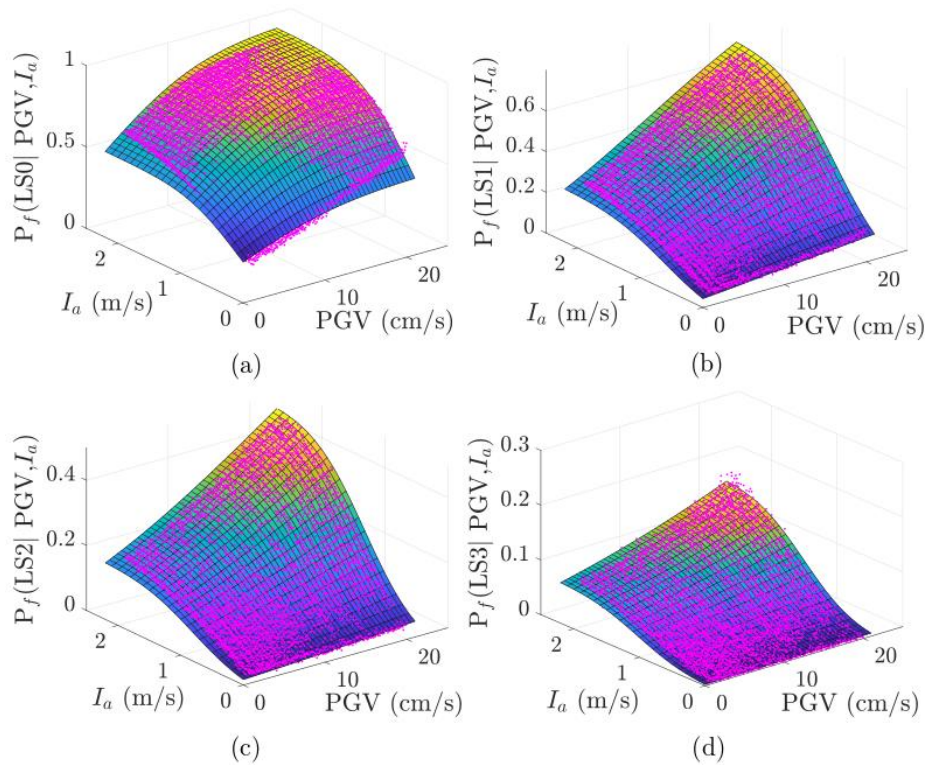 P_f(LS0| PGV,I_a)
1
0.5
0
2
1
0
I_a (m/s)
0
10
20
PGV (cm/s)
(a)
P_f(LS1| PGV,I_a)
0.6
0.4
0.2
0
2
1
0
I_a (m/s)
0
10
20
PGV (cm/s)
(b)
P_f(LS2| PGV,I_a)
0.4
0.2
0
2
1
0
I_a (m/s)
0
10
20
PGV (cm/s)
(c)
P_f(LS3| PGV,I_a)
0.3
0.2
0.1
0
2
1
0
I_a (m/s)
0
10
20
PGV (cm/s)
(d)